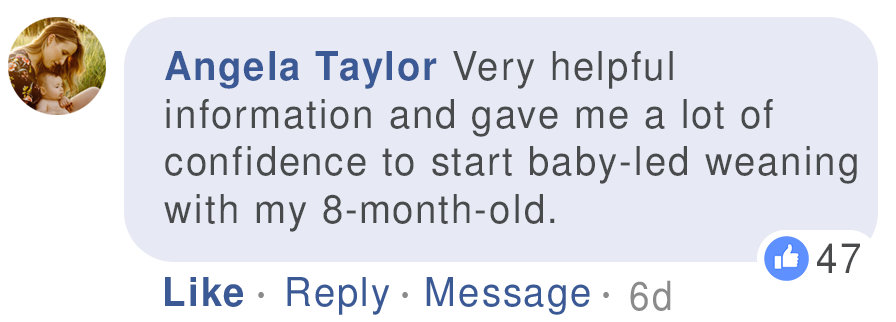 Angela Taylor Very helpful
information and gave me a lot of
confidence to start baby-led weaning
with my 8-month-old.
47
Like · Reply · Message · 6d